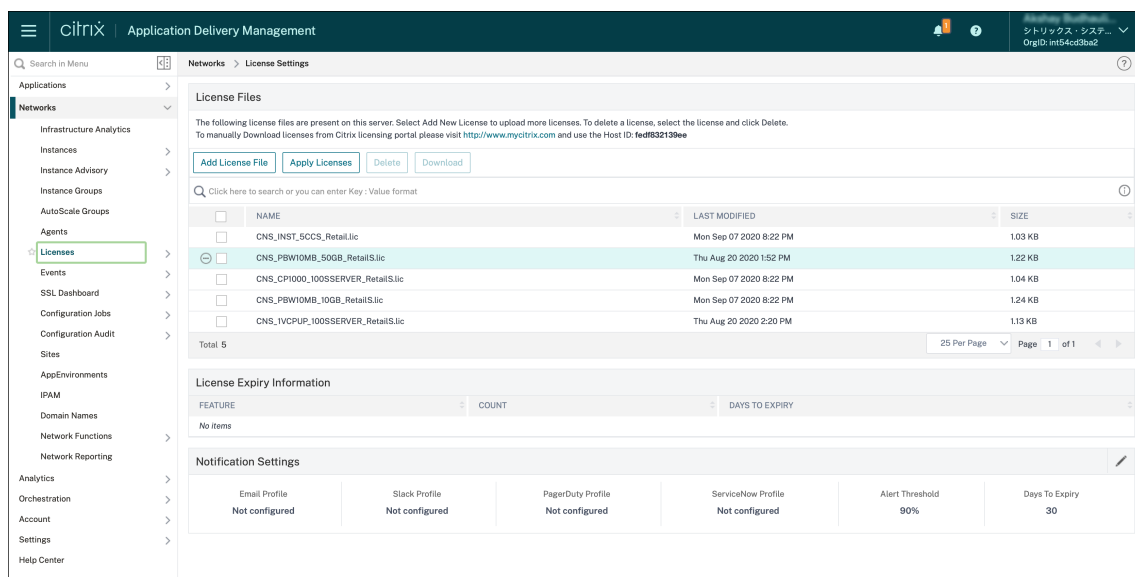 citrix | Application Delivery Management
1
シトリックス・システ...
OrgID: int54cd3ba2
Search in Menu
Networks > License Settings
Applications
Networks
Infrastructure Analytics
Instances
Instance Advisory
Instance Groups
AutoScale Groups
Agents
Licenses
Events
SSL Dashboard
Configuration Jobs
Configuration Audit
Sites
AppEnvironments
IPAM
Domain Names
Network Functions
Network Reporting
Analytics
Orchestration
Account
Settings
Help Center
License Files
The following license files are present on this server. Select Add New License to upload more licenses. To delete a license, select the license and click Delete.
To manually Download licenses from Citrix licensing portal please visit http://www.mycitrix.com and use the Host ID: fedf832139ee
Add License File Apply Licenses Delete Download
Click here to search or you can enter Key : Value format
NAME LAST MODIFIED SIZE
CNS_INST_5CCS_Retail.lic Mon Sep 07 2020 8:22 PM 1.03 KB
CNS_PBW10MB_50GB_RetailS.lic Thu Aug 20 2020 1:52 PM 1.22 KB
CNS_CP1000_100SSERVER_RetailS.lic Mon Sep 07 2020 8:22 PM 1.04 KB
CNS_PBW10MB_10GB_RetailS.lic Mon Sep 07 2020 8:22 PM 1.24 KB
CNS_1VCPUP_100SSERVER_RetailS.lic Thu Aug 20 2020 2:20 PM 1.13 KB
Total 5 25 Per Page Page 1 of 1
License Expiry Information
FEATURE COUNT DAYS TO EXPIRY
No items
Notification Settings
Email Profile Slack Profile PagerDuty Profile ServiceNow Profile Alert Threshold Days To Expiry
Not configured Not configured Not configured Not configured 90% 30